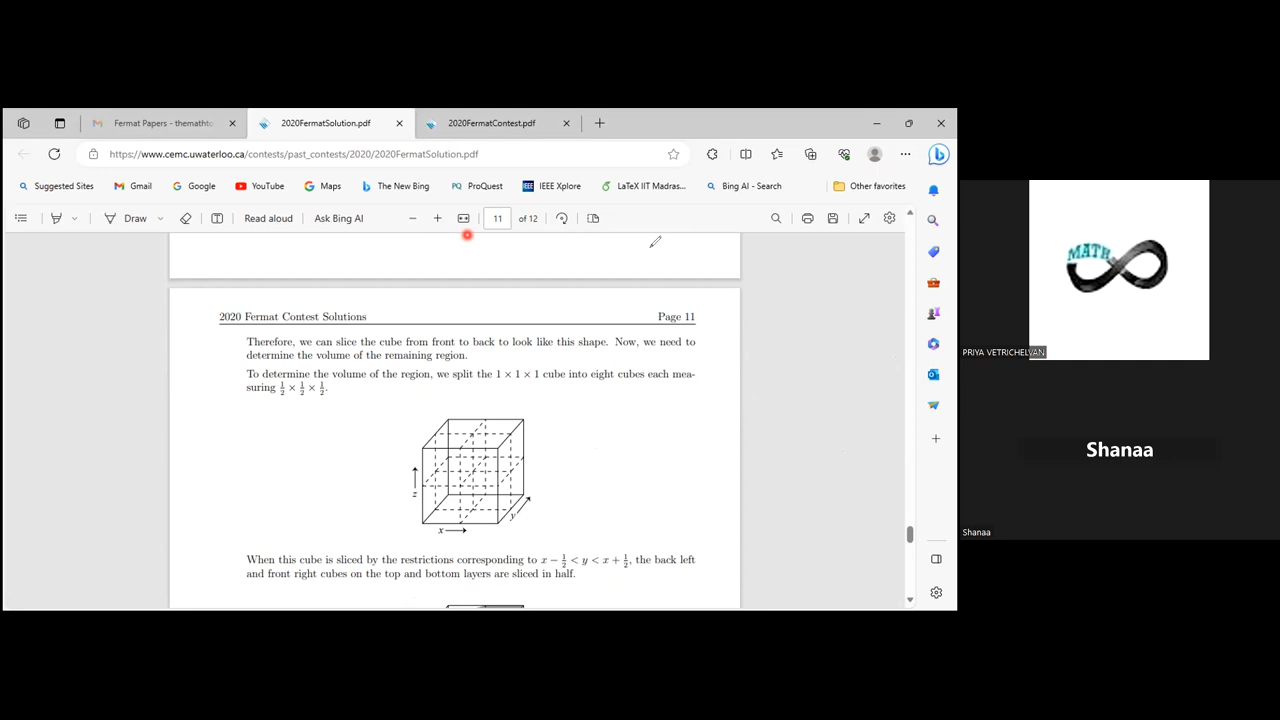 Fermat Papers - themathto
2020FermatSolution.pdf
2020FermatContest.pdf
https://www.cemc.uwaterloo.ca/contests/past_contests/2020/2020FermatSolution.pdf
Suggested Sites
Gmail
Google
YouTube
Maps
The New Bing
PQ ProQuest
IEEE IEEE Xplore
LaTeX IIT Madras...
Bing AI - Search
Other favorites
Draw
Read aloud
Ask Bing AI
11 of 12
2020 Fermat Contest Solutions
Page 11
Therefore, we can slice the cube from front to back to look like this shape. Now, we need to
determine the volume of the remaining region.
To determine the volume of the region, we split the 1 × 1 × 1 cube into eight cubes each mea-
suring 1/2 × 1/2 × 1/2.
z
y
x
When this cube is sliced by the restrictions corresponding to x − 1/2 < y < x + 1/2, the back left
and front right cubes on the top and bottom layers are sliced in half.
MATH
PRIYA VETRICHELVAN
Shanaa
Shanaa